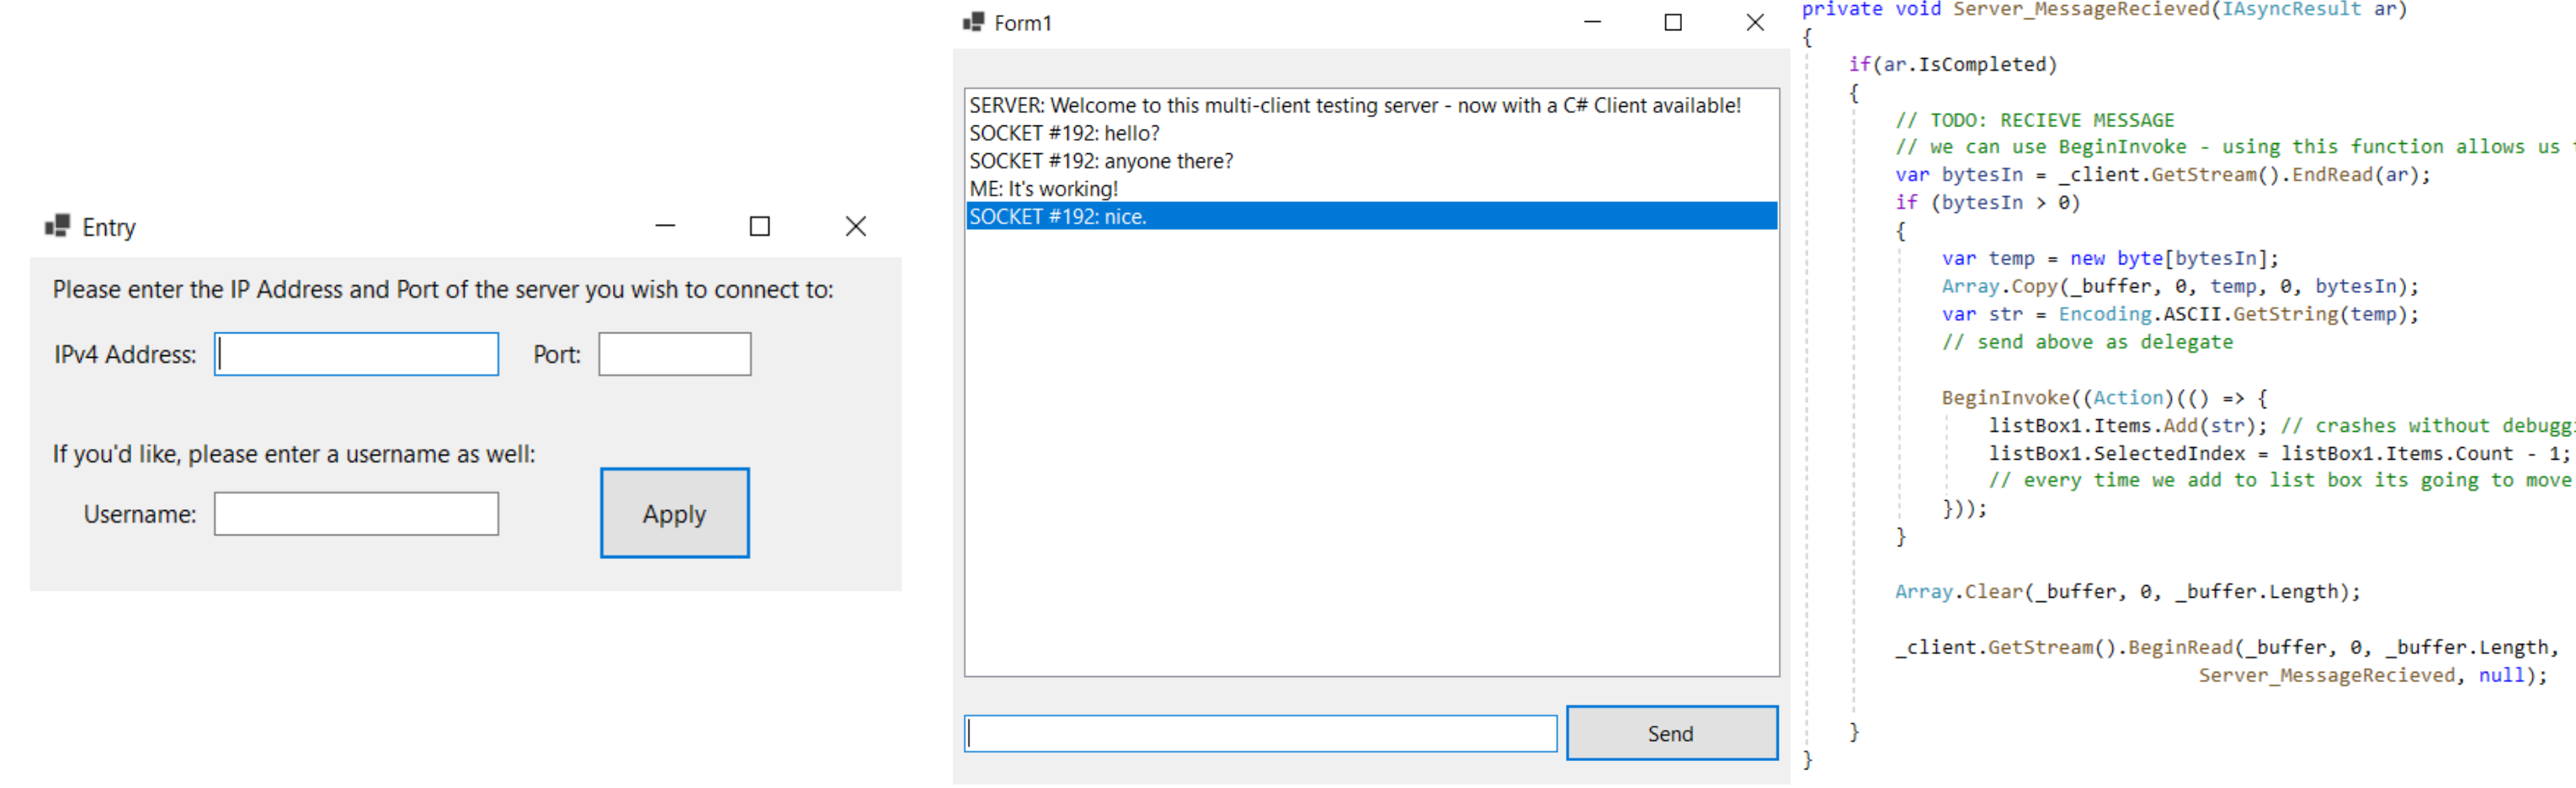 Entry
Please enter the IP Address and Port of the server you wish to connect to:
IPv4 Address:
Port:
If you'd like, please enter a username as well:
Username:
Apply
Form1
SERVER: Welcome to this multi-client testing server - now with a C# Client available!
SOCKET #192: hello?
SOCKET #192: anyone there?
ME: It's working!
SOCKET #192: nice.
Send
private void Server_MessageRecieved(IAsyncResult ar)
{
if(ar.IsCompleted)
{
// TODO: RECIEVE MESSAGE
// we can use BeginInvoke - using this function allows us
var bytesIn = _client.GetStream().EndRead(ar);
if (bytesIn > 0)
{
var temp = new byte[bytesIn];
Array.Copy(_buffer, 0, temp, 0, bytesIn);
var str = Encoding.ASCII.GetString(temp);
// send above as delegate
BeginInvoke((Action)(() => {
listBox1.Items.Add(str); // crashes without debugg
listBox1.SelectedIndex = listBox1.Items.Count - 1;
// every time we add to list box its going to move
}));
}
Array.Clear(_buffer, 0, _buffer.Length);
_client.GetStream().BeginRead(_buffer, 0, _buffer.Length,
Server_MessageRecieved, null);
}
}